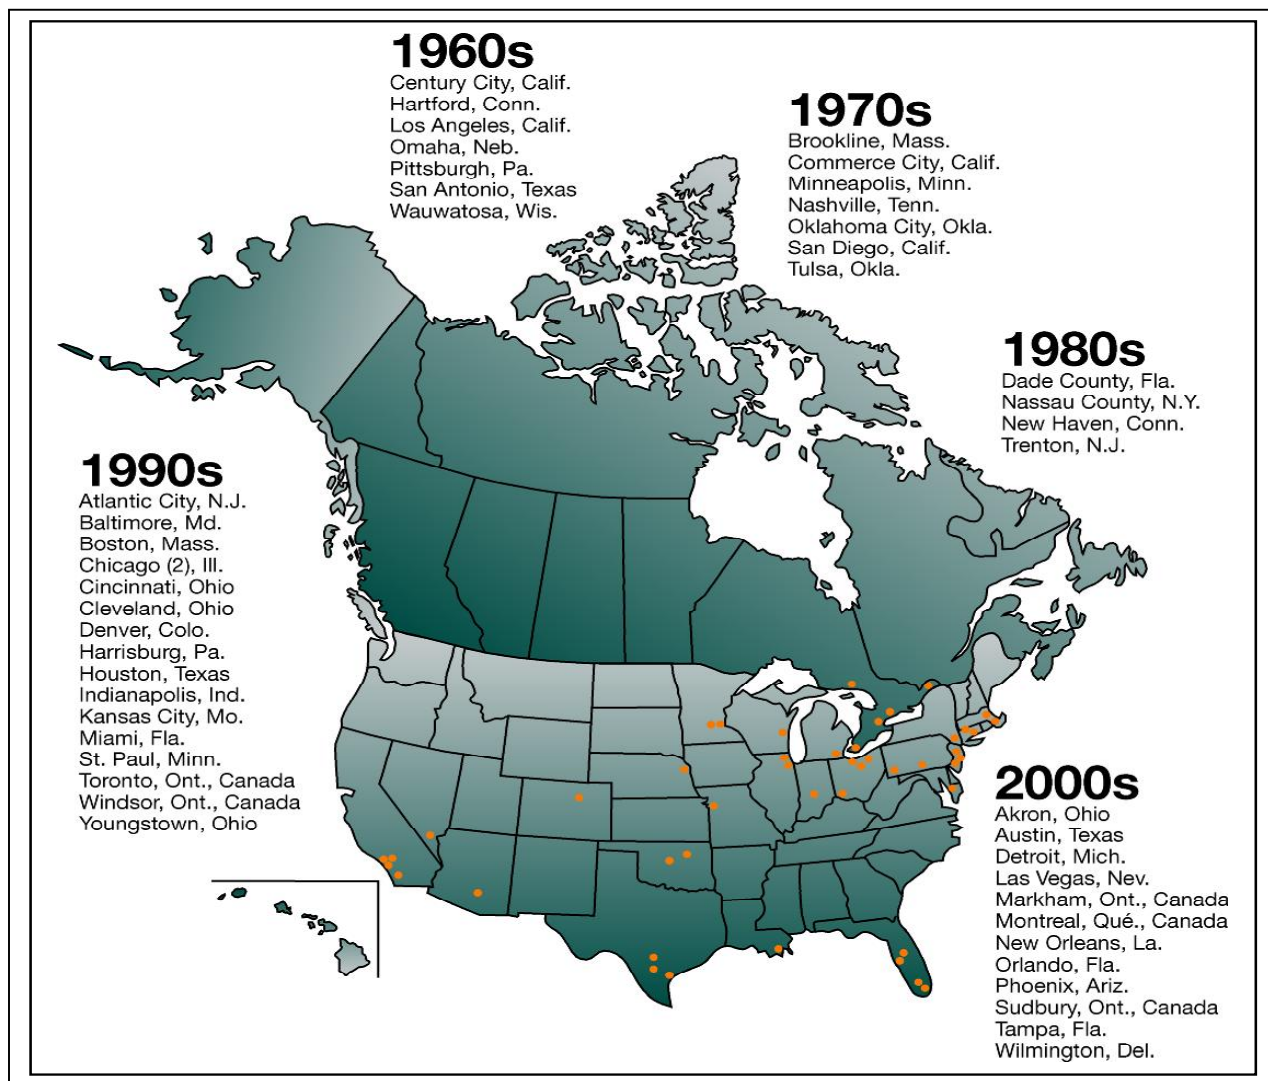 1960s
Century City, Calif.
Hartford, Conn.
Los Angeles, Calif.
Omaha, Neb.
Pittsburgh, Pa.
San Antonio, Texas
Wauwatosa, Wis.
1970s
Brookline, Mass.
Commerce City, Calif.
Minneapolis, Minn.
Nashville, Tenn.
Oklahoma City, Okla.
San Diego, Calif.
Tulsa, Okla.
1980s
Dade County, Fla.
Nassau County, N.Y.
New Haven, Conn.
Trenton, N.J.
1990s
Atlantic City, N.J.
Baltimore, Md.
Boston, Mass.
Chicago (2), Ill.
Cincinnati, Ohio
Cleveland, Ohio
Denver, Colo.
Harrisburg, Pa.
Houston, Texas
Indianapolis, Ind.
Kansas City, Mo.
Miami, Fla.
St. Paul, Minn.
Toronto, Ont., Canada
Windsor, Ont., Canada
Youngstown, Ohio
2000s
Akron, Ohio
Austin, Texas
Detroit, Mich.
Las Vegas, Nev.
Markham, Ont., Canada
Montreal, Qué., Canada
New Orleans, La.
Orlando, Fla.
Phoenix, Ariz.
Sudbury, Ont., Canada
Tampa, Fla.
Wilmington, Del.